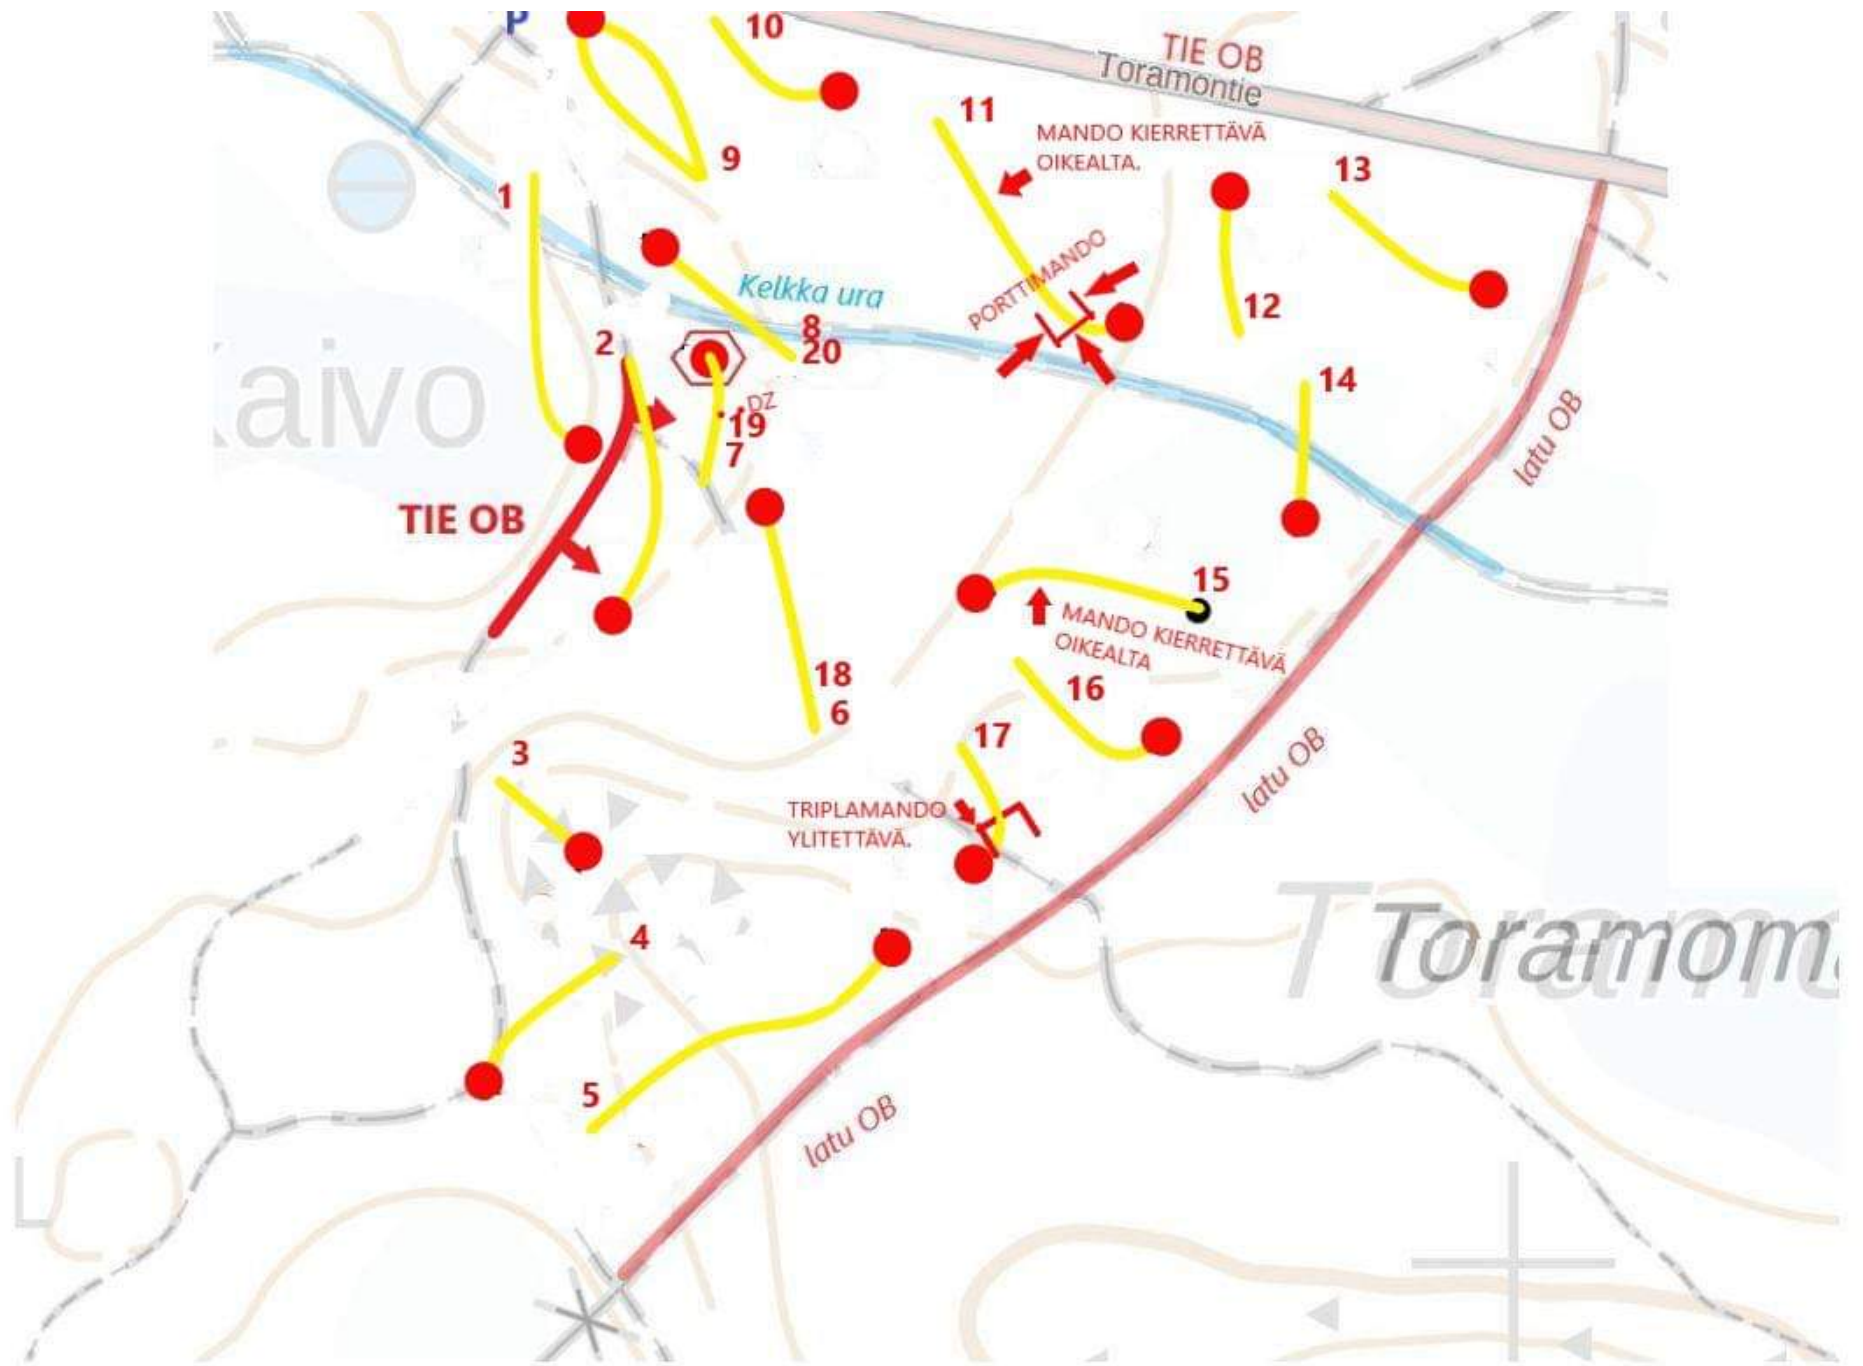 P
10
TIE OB
Toramontie
11
MANDO KIERRETTÄVÄ
OIKEALTA.
9
13
1
PORTTIMANDO
Kelkka ura
12
8
20
2
aivo
14
DZ
19
7
latu OB
TIE OB
15
MANDO KIERRETTÄVÄ
OIKEALTA
18
6
16
17
3
latu OB
TRIPLAMANDO
YLITETTÄVÄ.
4
Toramom
5
latu OB